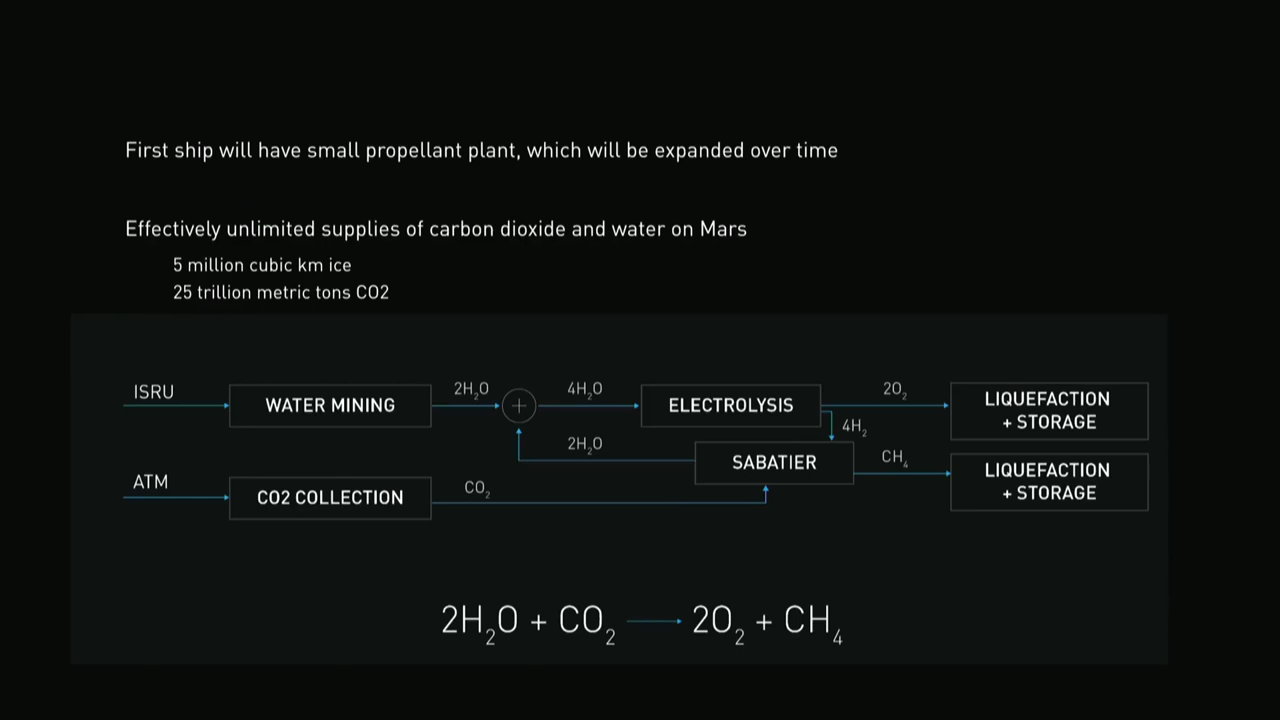 First ship will have small propellant plant, which will be expanded over time
Effectively unlimited supplies of carbon dioxide and water on Mars
5 million cubic km ice
25 trillion metric tons CO2
ISRU
WATER MINING
2H₂O
+
4H₂O
ELECTROLYSIS
2O₂
LIQUEFACTION
+ STORAGE
4H₂
2H₂O
SABATIER
CH₄
LIQUEFACTION
+ STORAGE
ATM
CO2 COLLECTION
CO₂
2H₂O + CO₂ → 2O₂ + CH₄